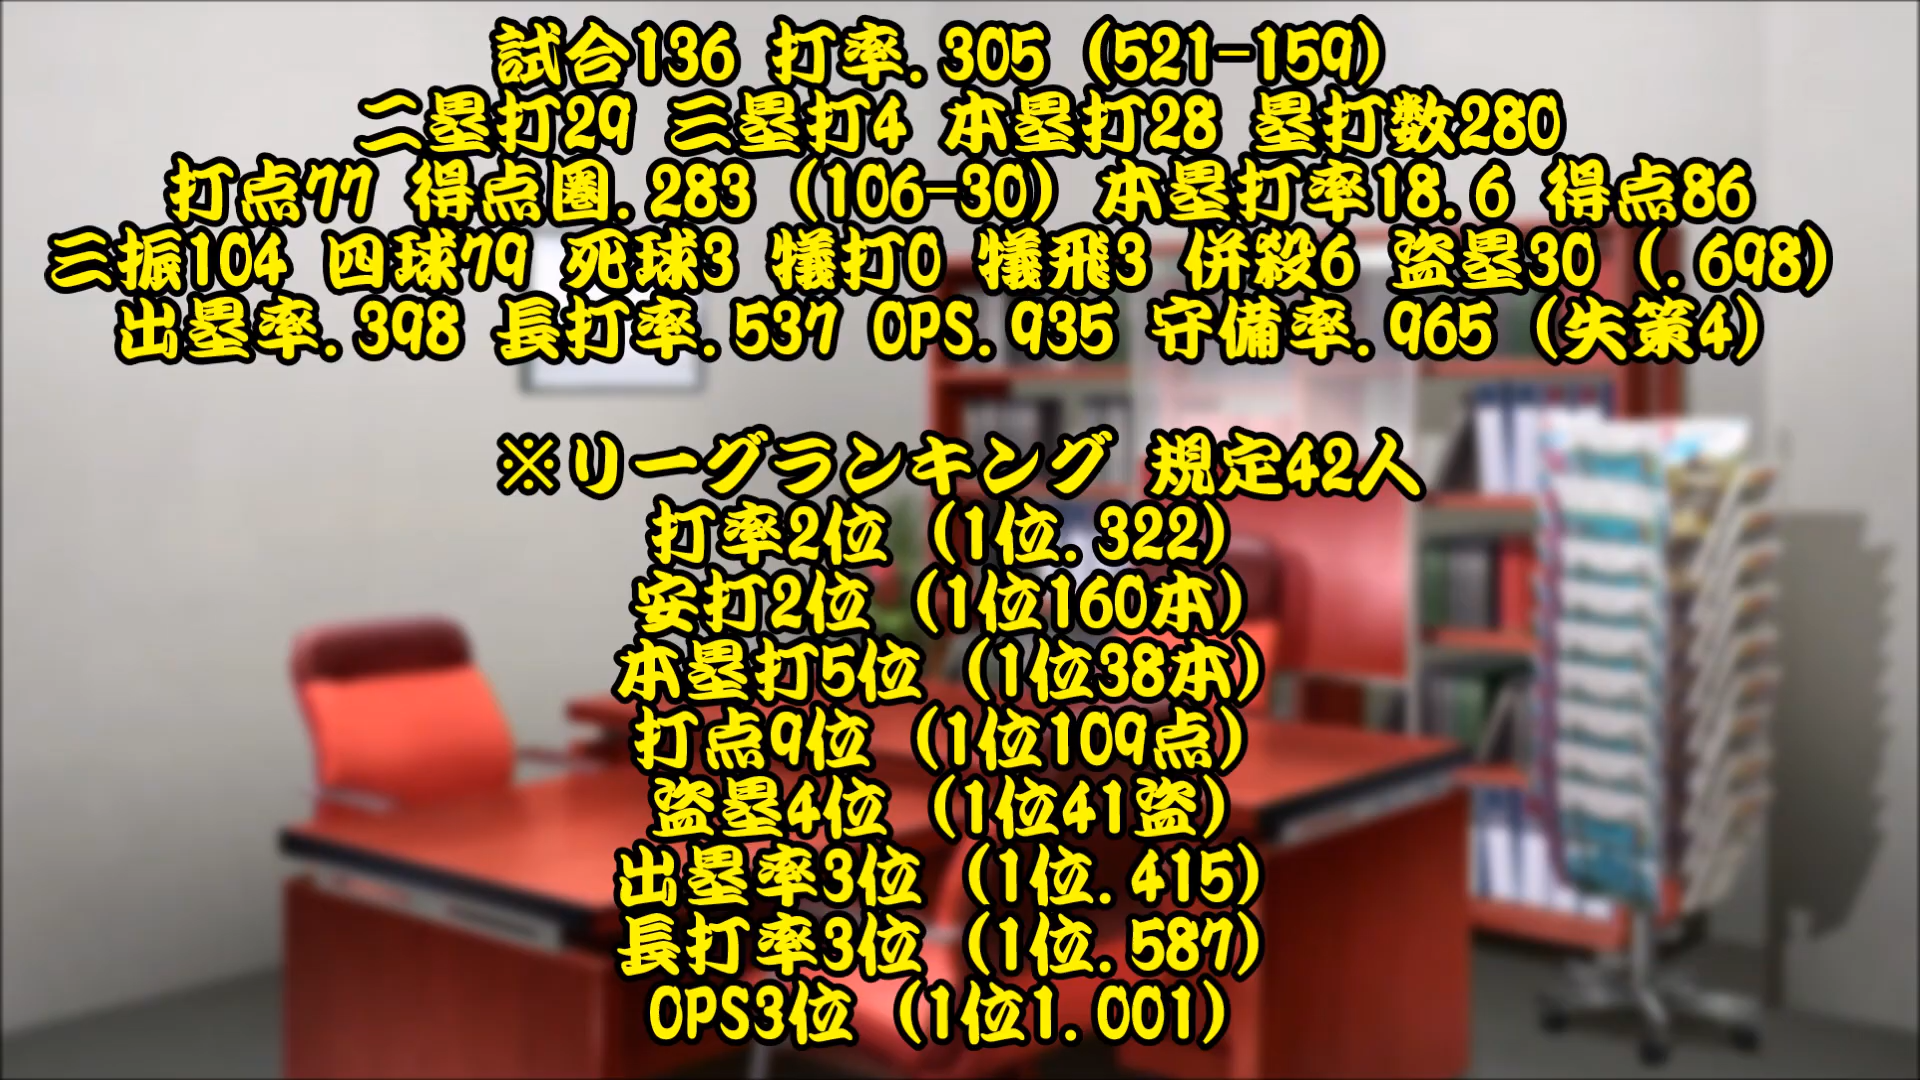 試合136 打率.305（521-159）
二塁打29 三塁打4 本塁打28 塁打数280
打点77 得点圏.283（106-30）本塁打率18.6 得点86
三振104 四球79 死球3 犠打0 犠飛3 併殺6 盗塁30（.698）
出塁率.398 長打率.537 OPS.935 守備率.965（失策4）
※リーグランキング 規定42人
打率2位（1位.322）
安打2位（1位160本）
本塁打5位（1位38本）
打点9位（1位109点）
盗塁4位（1位41盗）
出塁率3位（1位.415）
長打率3位（1位.587）
OPS3位（1位1.001）